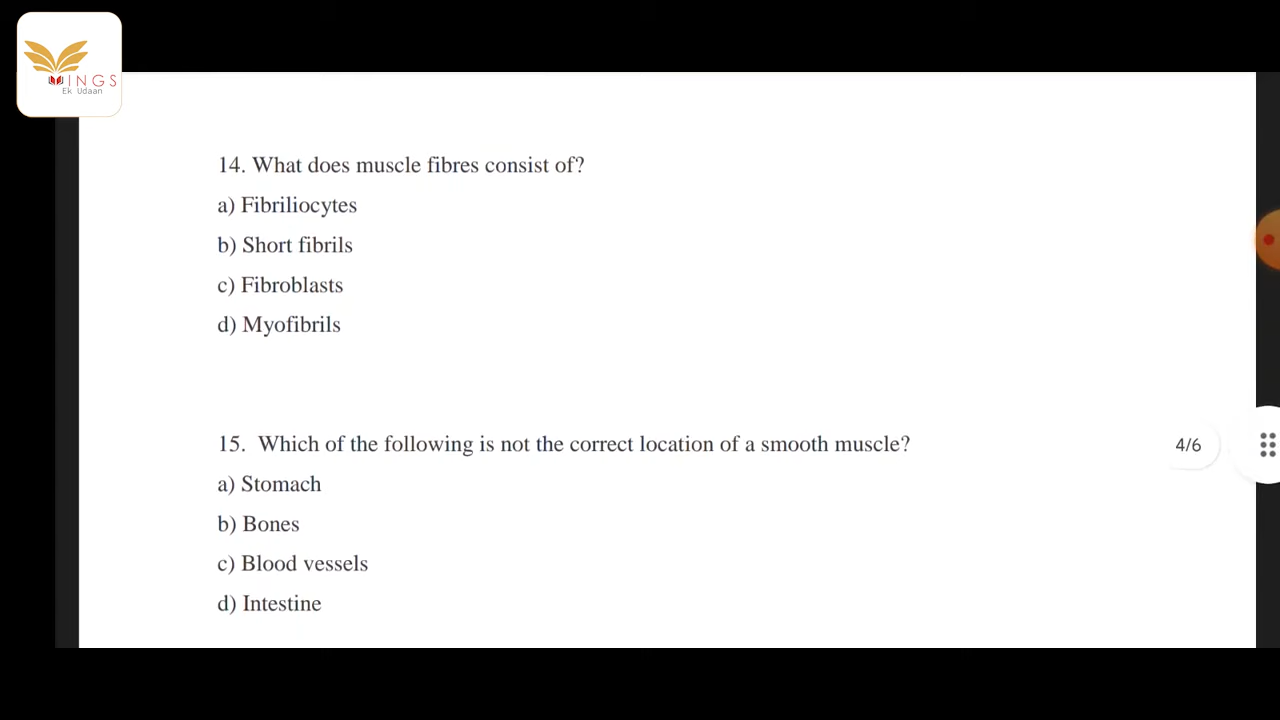 WINGS
Ek Udaan
14. What does muscle fibres consist of?
a) Fibriliocytes
b) Short fibrils
c) Fibroblasts
d) Myofibrils
15.  Which of the following is not the correct location of a smooth muscle?
4/6
a) Stomach
b) Bones
c) Blood vessels
d) Intestine